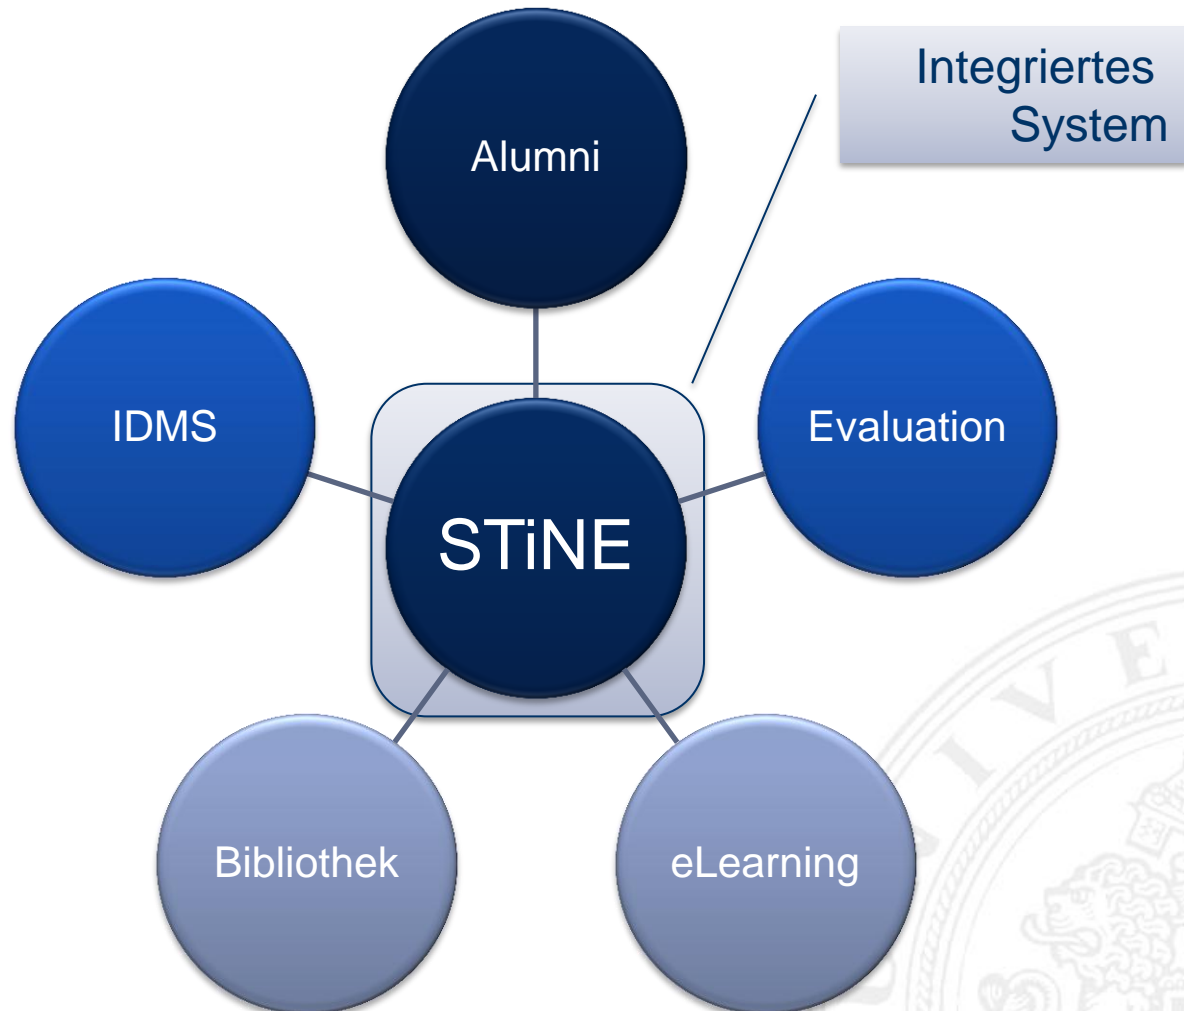 Integriertes
System
Alumni
IDMS
Evaluation
STiNE
Bibliothek
eLearning